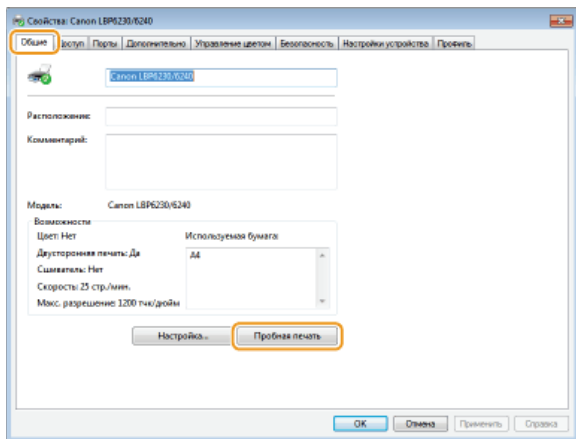 Свойства: Canon LBP6230/6240
Общие Доступ Порты Дополнительно Управление цветом Безопасность Настройки устройства Профиль
Canon LBP6230/6240
Расположение:
Комментарий:
Модель: Canon LBP6230/6240
Возможности
Цвет: Нет Используемая бумага:
Двусторонняя печать: Да A4
Сшиватель: Нет
Скорость: 25 стр./мин.
Макс. разрешение: 1200 тчк/дюйм
Настройка... Пробная печать
OK Отмена Применить Справка